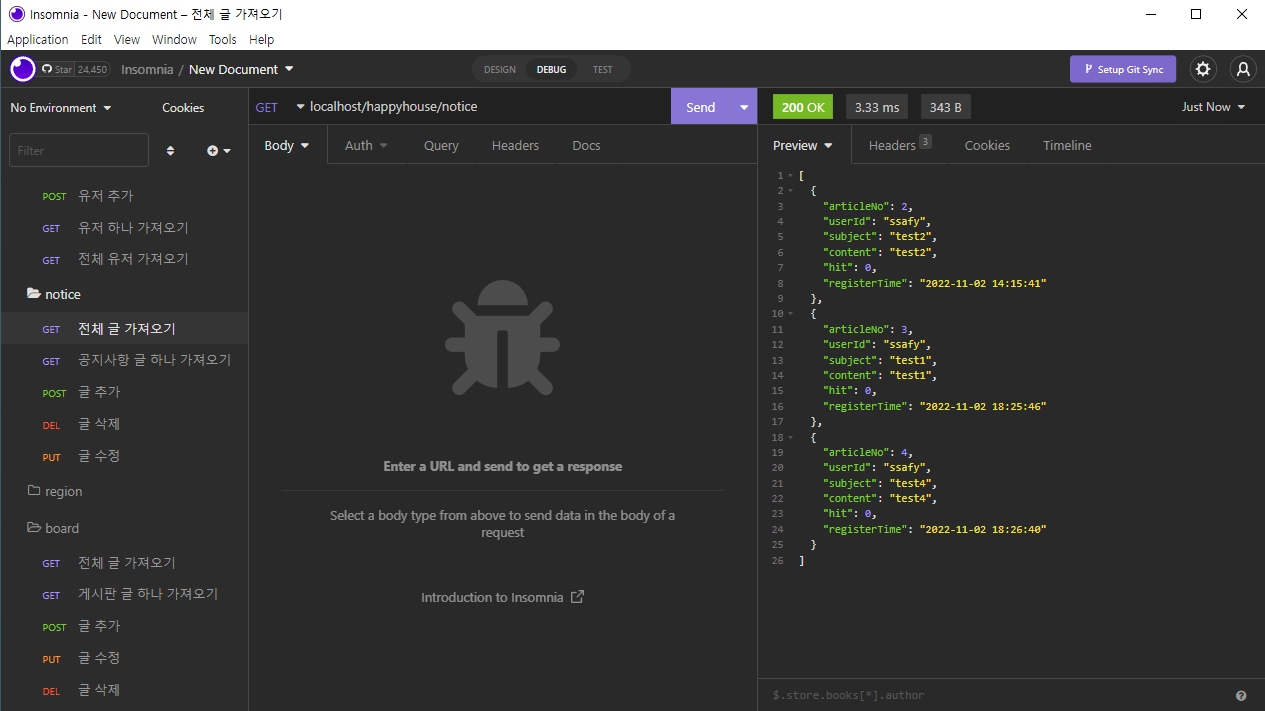 Insomnia - New Document – 전체 글 가져오기
Application Edit View Window Tools Help
Star 24,450 Insomnia / New Document DESIGN DEBUG TEST Setup Git Sync
No Environment Cookies
Filter
POST 유저 추가
GET 유저 하나 가져오기
GET 전체 유저 가져오기
notice
GET 전체 글 가져오기
GET 공지사항 글 하나 가져오기
POST 글 추가
DEL 글 삭제
PUT 글 수정
region
board
GET 전체 글 가져오기
GET 게시판 글 하나 가져오기
POST 글 추가
PUT 글 수정
DEL 글 삭제
GET localhost/happyhouse/notice Send
Body Auth Query Headers Docs
Enter a URL and send to get a response
Select a body type from above to send data in the body of a
request
Introduction to Insomnia
200 OK 3.33 ms 343 B Just Now
Preview Headers 3 Cookies Timeline
1 [
2 {
3 "articleNo": 2,
4 "userId": "ssafy",
5 "subject": "test2",
6 "content": "test2",
7 "hit": 0,
8 "registerTime": "2022-11-02 14:15:41"
9 },
10 {
11 "articleNo": 3,
12 "userId": "ssafy",
13 "subject": "test1",
14 "content": "test1",
15 "hit": 0,
16 "registerTime": "2022-11-02 18:25:46"
17 },
18 {
19 "articleNo": 4,
20 "userId": "ssafy",
21 "subject": "test4",
22 "content": "test4",
23 "hit": 0,
24 "registerTime": "2022-11-02 18:26:40"
25 }
26 ]
$.store.books[*].author